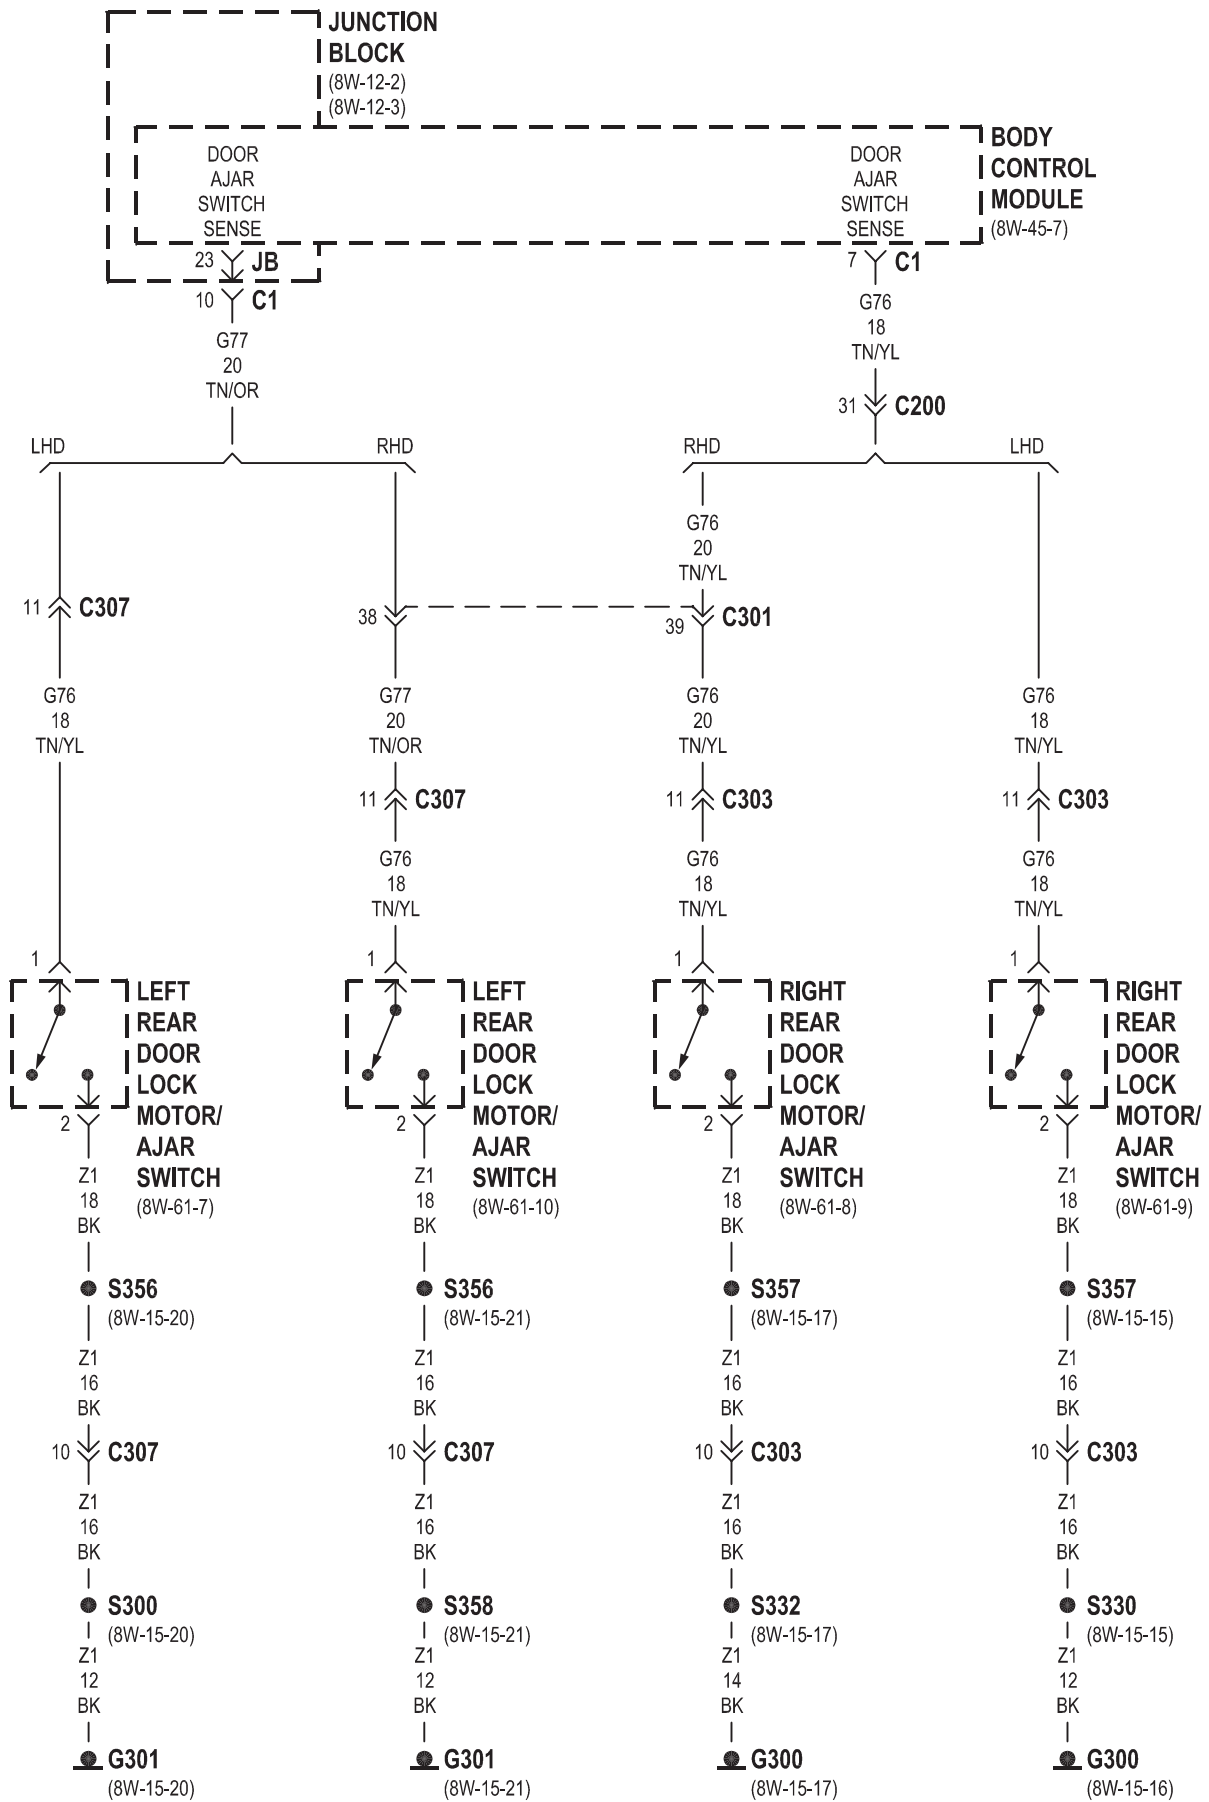 JUNCTION
BLOCK
(8W-12-2)
(8W-12-3)
DOOR
AJAR
SWITCH
SENSE
DOOR
AJAR
SWITCH
SENSE
BODY
CONTROL
MODULE
(8W-45-7)
23 JB
10 C1
7 C1
G77
20
TN/OR
G76
18
TN/YL
31 C200
LHD RHD RHD LHD
G76
20
TN/YL
11 C307
38
39 C301
G76
18
TN/YL
G77
20
TN/OR
G76
20
TN/YL
G76
18
TN/YL
11 C307
11 C303
11 C303
G76
18
TN/YL
G76
18
TN/YL
G76
18
TN/YL
1
LEFT
REAR
DOOR
LOCK
MOTOR/
AJAR
SWITCH
(8W-61-7)
2
1
LEFT
REAR
DOOR
LOCK
MOTOR/
AJAR
SWITCH
(8W-61-10)
2
1
RIGHT
REAR
DOOR
LOCK
MOTOR/
AJAR
SWITCH
(8W-61-8)
2
1
RIGHT
REAR
DOOR
LOCK
MOTOR/
AJAR
SWITCH
(8W-61-9)
2
Z1 Z1 Z1 Z1
18 18 18 18
BK BK BK BK
S356 S356 S357 S357
(8W-15-20) (8W-15-21) (8W-15-17) (8W-15-15)
Z1 Z1 Z1 Z1
16 16 16 16
BK BK BK BK
10 C307 10 C307 10 C303 10 C303
Z1 Z1 Z1 Z1
16 16 16 16
BK BK BK BK
S300 S358 S332 S330
(8W-15-20) (8W-15-21) (8W-15-17) (8W-15-15)
Z1 Z1 Z1 Z1
12 12 14 12
BK BK BK BK
G301 G301 G300 G300
(8W-15-20) (8W-15-21) (8W-15-17) (8W-15-16)